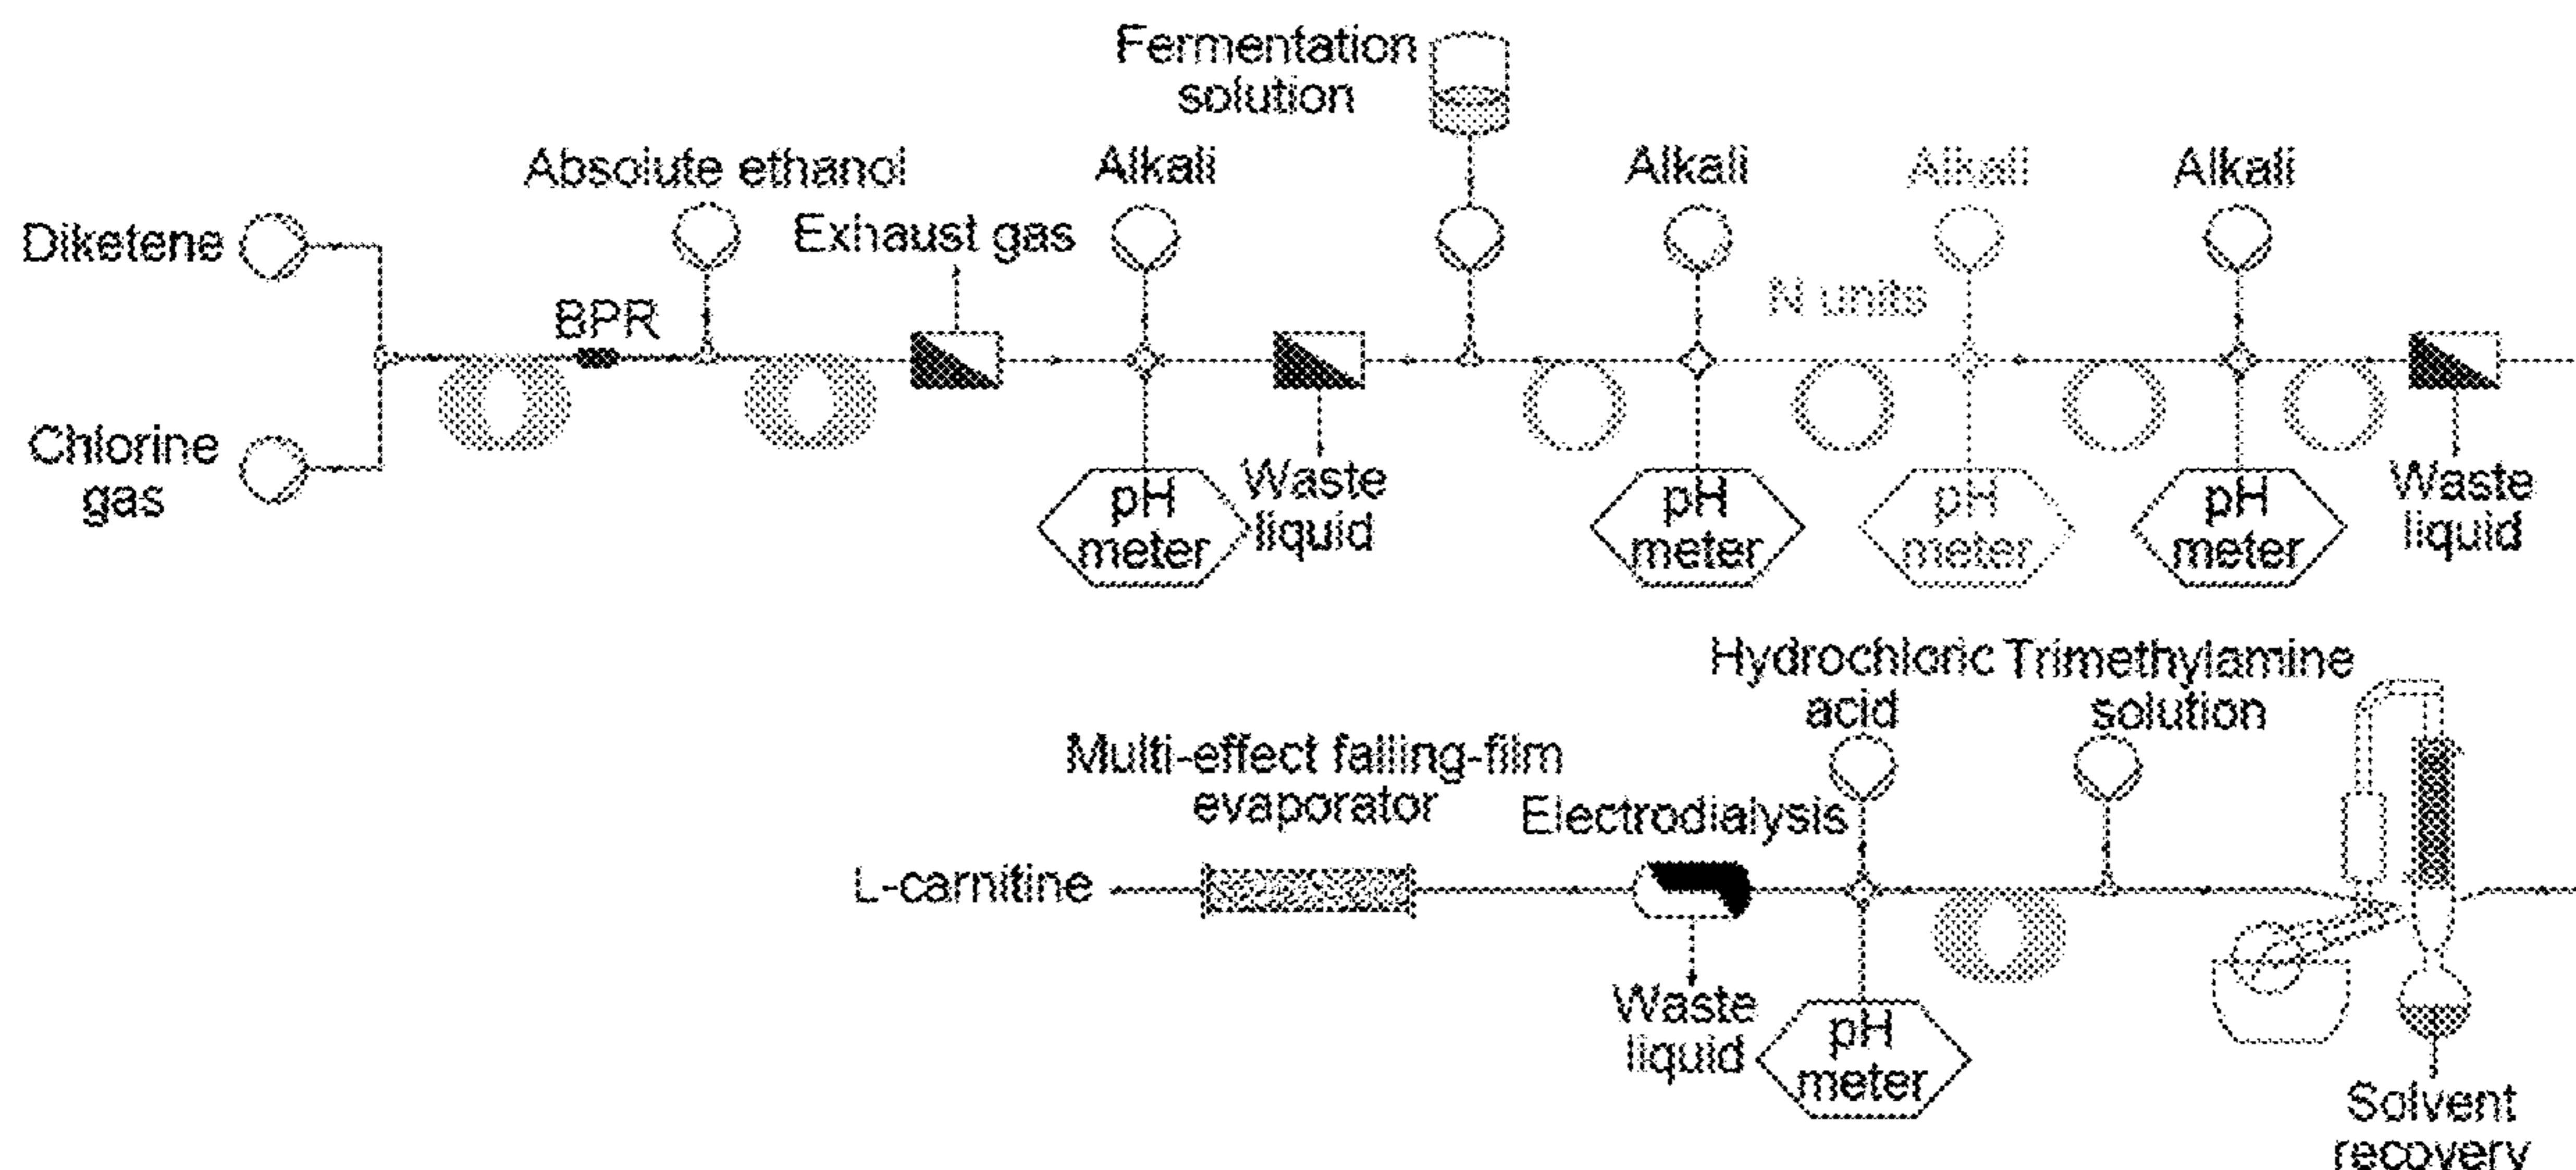 Fermentation
solution
Absolute ethanol
Alkali
Alkali
Alkali
Alkali
Diketene
Exhaust gas
BPR
N units
Chlorine
gas
pH
meter
Waste
liquid
pH
meter
pH
meter
pH
meter
Waste
liquid
Hydrochloric
acid
Trimethylamine
solution
Multi-effect falling-film
evaporator
Electrodialysis
L-carnitine
Waste
liquid
pH
meter
Solvent
recovery